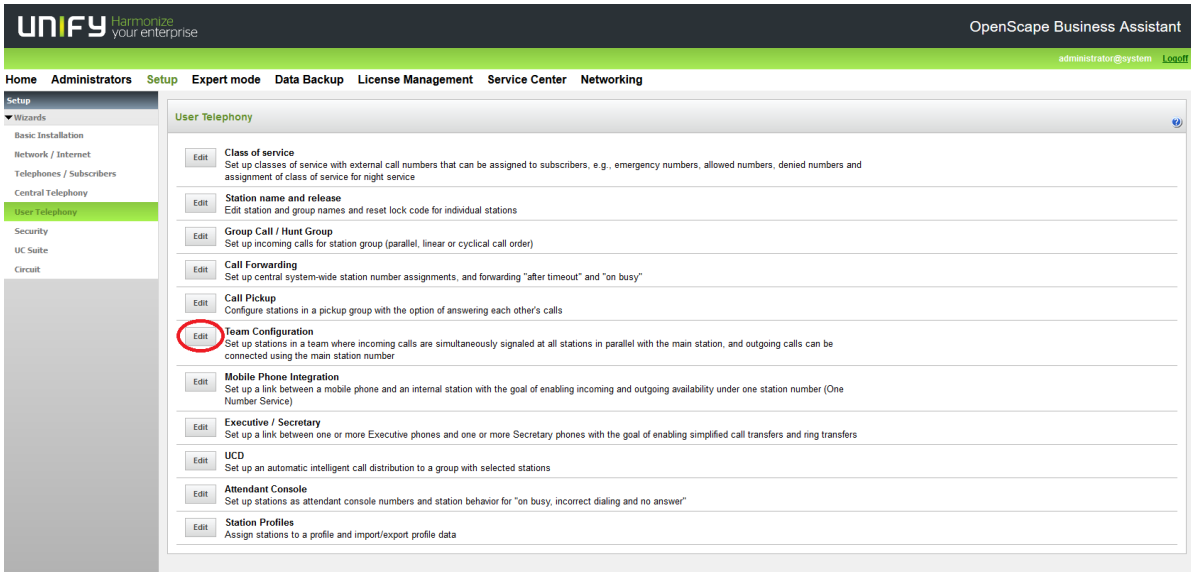 UNIFY Harmonize
your enterprise
OpenScape Business Assistant
administrator@system Logoff
Home Administrators Setup Expert mode Data Backup License Management Service Center Networking
Setup
Wizards
Basic Installation
Network / Internet
Telephones / Subscribers
Central Telephony
User Telephony
Security
UC Suite
Circuit
User Telephony
?
Edit
Class of service
Set up classes of service with external call numbers that can be assigned to subscribers, e.g., emergency numbers, allowed numbers, denied numbers and
assignment of class of service for night service
Edit
Station name and release
Edit station and group names and reset lock code for individual stations
Edit
Group Call / Hunt Group
Set up incoming calls for station group (parallel, linear or cyclical call order)
Edit
Call Forwarding
Set up central system-wide station number assignments, and forwarding "after timeout" and "on busy"
Edit
Call Pickup
Configure stations in a pickup group with the option of answering each other's calls
Edit
Team Configuration
Set up stations in a team where incoming calls are simultaneously signaled at all stations in parallel with the main station, and outgoing calls can be
connected using the main station number
Edit
Mobile Phone Integration
Set up a link between a mobile phone and an internal station with the goal of enabling incoming and outgoing availability under one station number (One
Number Service)
Edit
Executive / Secretary
Set up a link between one or more Executive phones and one or more Secretary phones with the goal of enabling simplified call transfers and ring transfers
Edit
UCD
Set up an automatic intelligent call distribution to a group with selected stations
Edit
Attendant Console
Set up stations as attendant console numbers and station behavior for "on busy, incorrect dialing and no answer"
Edit
Station Profiles
Assign stations to a profile and import/export profile data